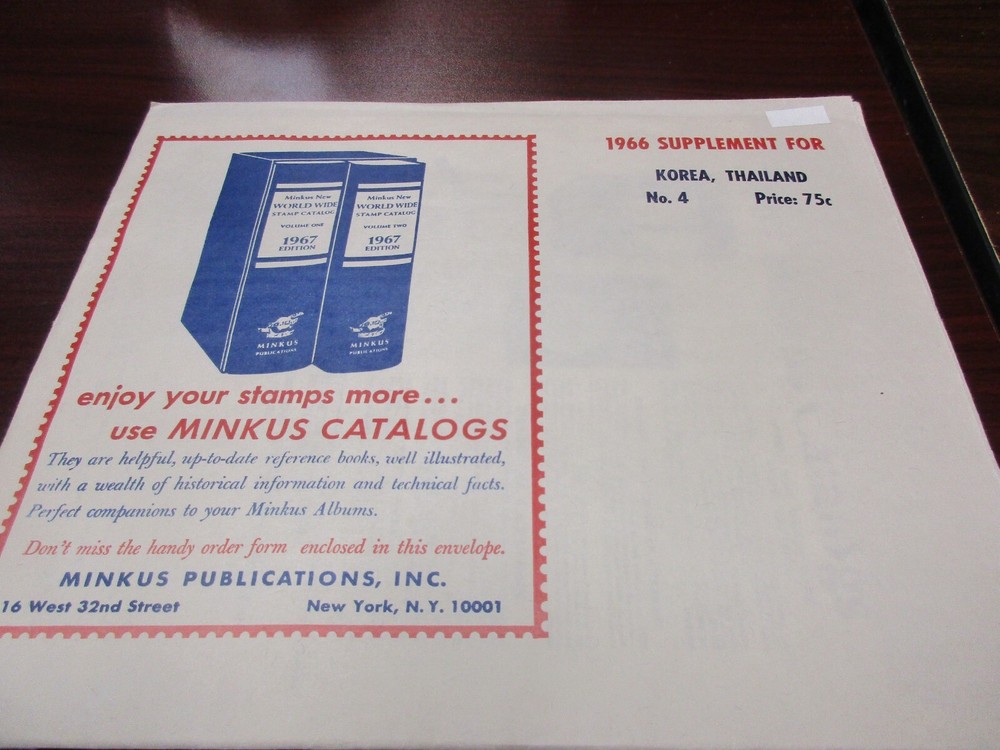 1966 SUPPLEMENT FOR
KOREA, THAILAND
No. 4 Price: 75c
Minkus New
WORLD WIDE
STAMP CATALOG
VOLUME ONE
1967
EDITION
MINKUS
PUBLICATIONS
Minkus New
WORLD WIDE
STAMP CATALOG
VOLUME TWO
1967
EDITION
MINKUS
PUBLICATIONS
enjoy your stamps more...
use MINKUS CATALOGS
They are helpful, up-to-date reference books, well illustrated,
with a wealth of historical information and technical facts.
Perfect companions to your Minkus Albums.
Don't miss the handy order form enclosed in this envelope.
MINKUS PUBLICATIONS, INC.
16 West 32nd Street New York, N. Y. 10001